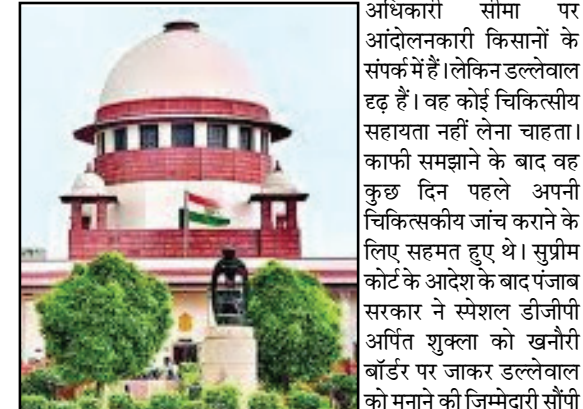 अधिकारी सीमा पर
आंदोलनकारी किसानों के
संपर्क में हैं।लेकिन डल्लेवाल
दृढ़ हैं। वह कोई चिकित्सीय
सहायता नहीं लेना चाहता।
काफी समझाने के बाद वह
कुछ दिन पहले अपनी
चिकित्सकीय जांच कराने के
लिए सहमत हुए थे। सुप्रीम
कोर्ट के आदेश के बाद पंजाब
सरकार ने स्पेशल डीजीपी
अर्पित शुक्ला को खनौरी
बॉर्डर पर जाकर डल्लेवाल
को मनाने की जिम्मेदारी सौंपी